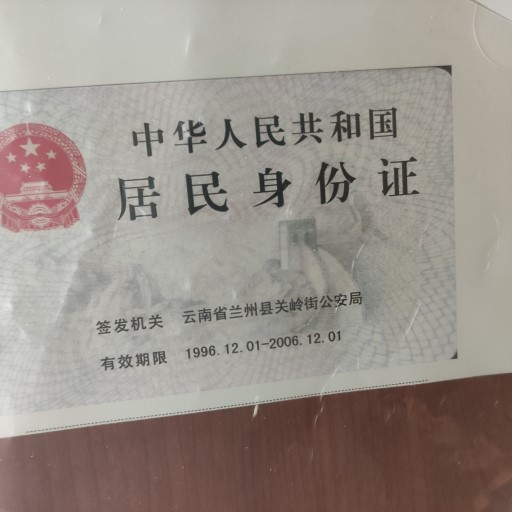 中华人民共和国
居民身份证
签发机关 云南省兰州县关岭街公安局
有效期限 1996.12.01-2006.12.01